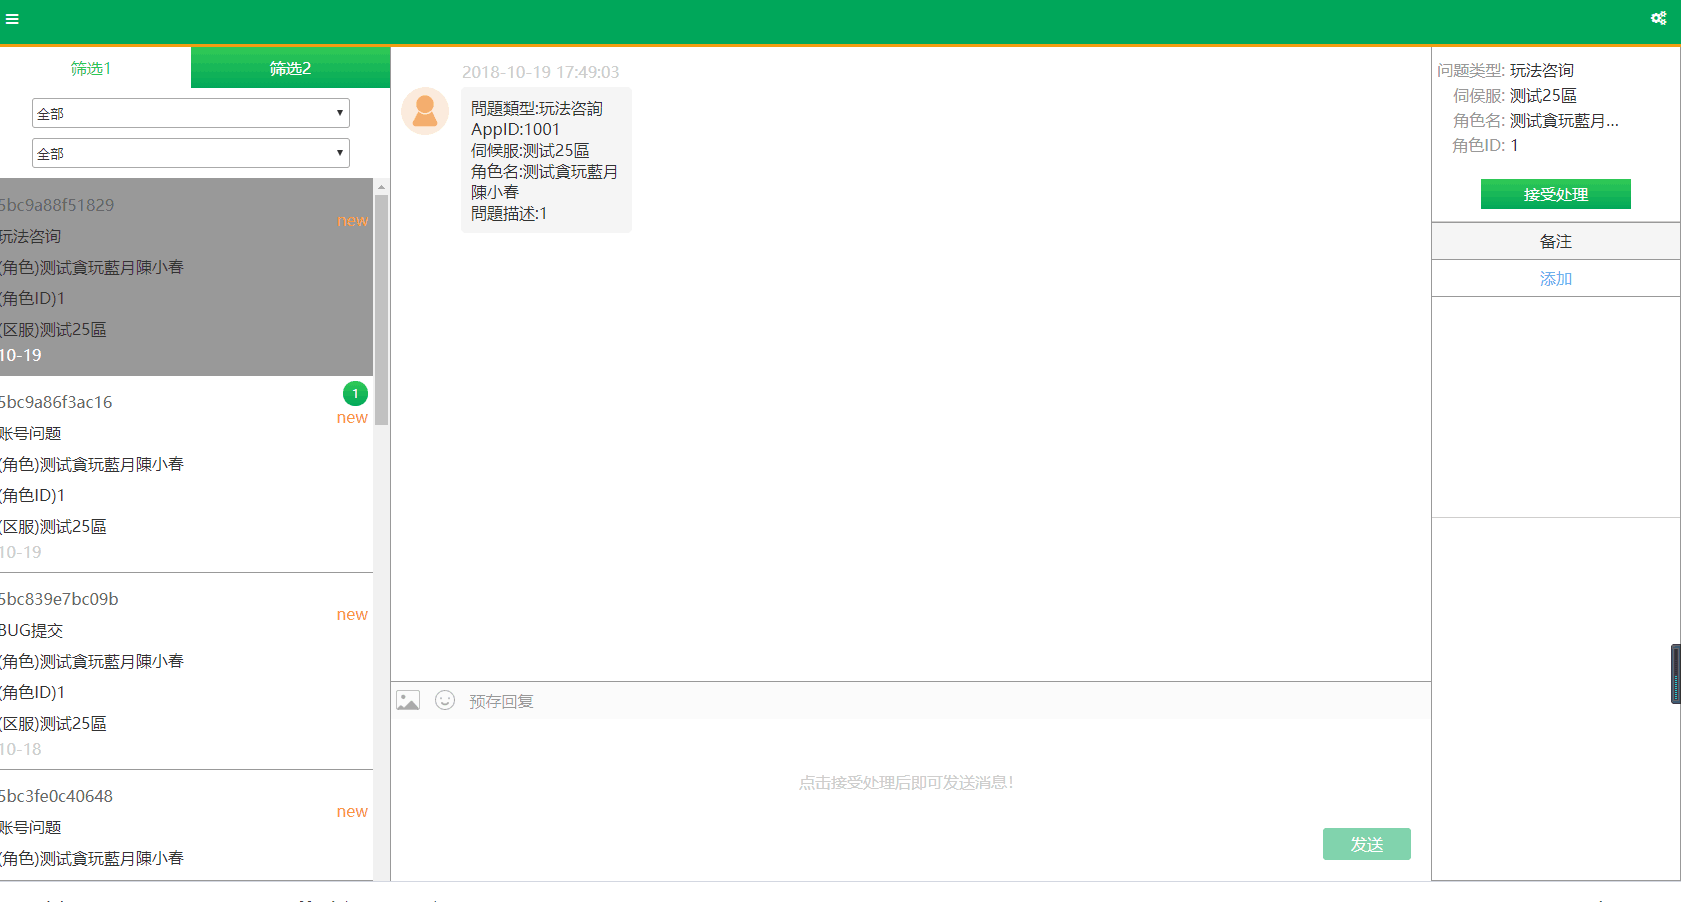 筛选1
筛选2
全部
全部
5bc9a88f51829
new
玩法咨询
(角色)测试貪玩藍月陳小春
(角色ID)1
(区服)测试25區
10-19
1
5bc9a86f3ac16
new
账号问题
(角色)测试貪玩藍月陳小春
(角色ID)1
(区服)测试25區
10-19
5bc839e7bc09b
new
BUG提交
(角色)测试貪玩藍月陳小春
(角色ID)1
(区服)测试25區
10-18
5bc3fe0c40648
new
账号问题
(角色)测试貪玩藍月陳小春
2018-10-19 17:49:03
問題類型:玩法咨詢
AppID:1001
伺候服:测试25區
角色名:测试貪玩藍月
陳小春
問題描述:1
预存回复
点击接受处理后即可发送消息!
发送
问题类型: 玩法咨询
伺侯服: 测试25區
角色名: 测试貪玩藍月...
角色ID: 1
接受处理
备注
添加